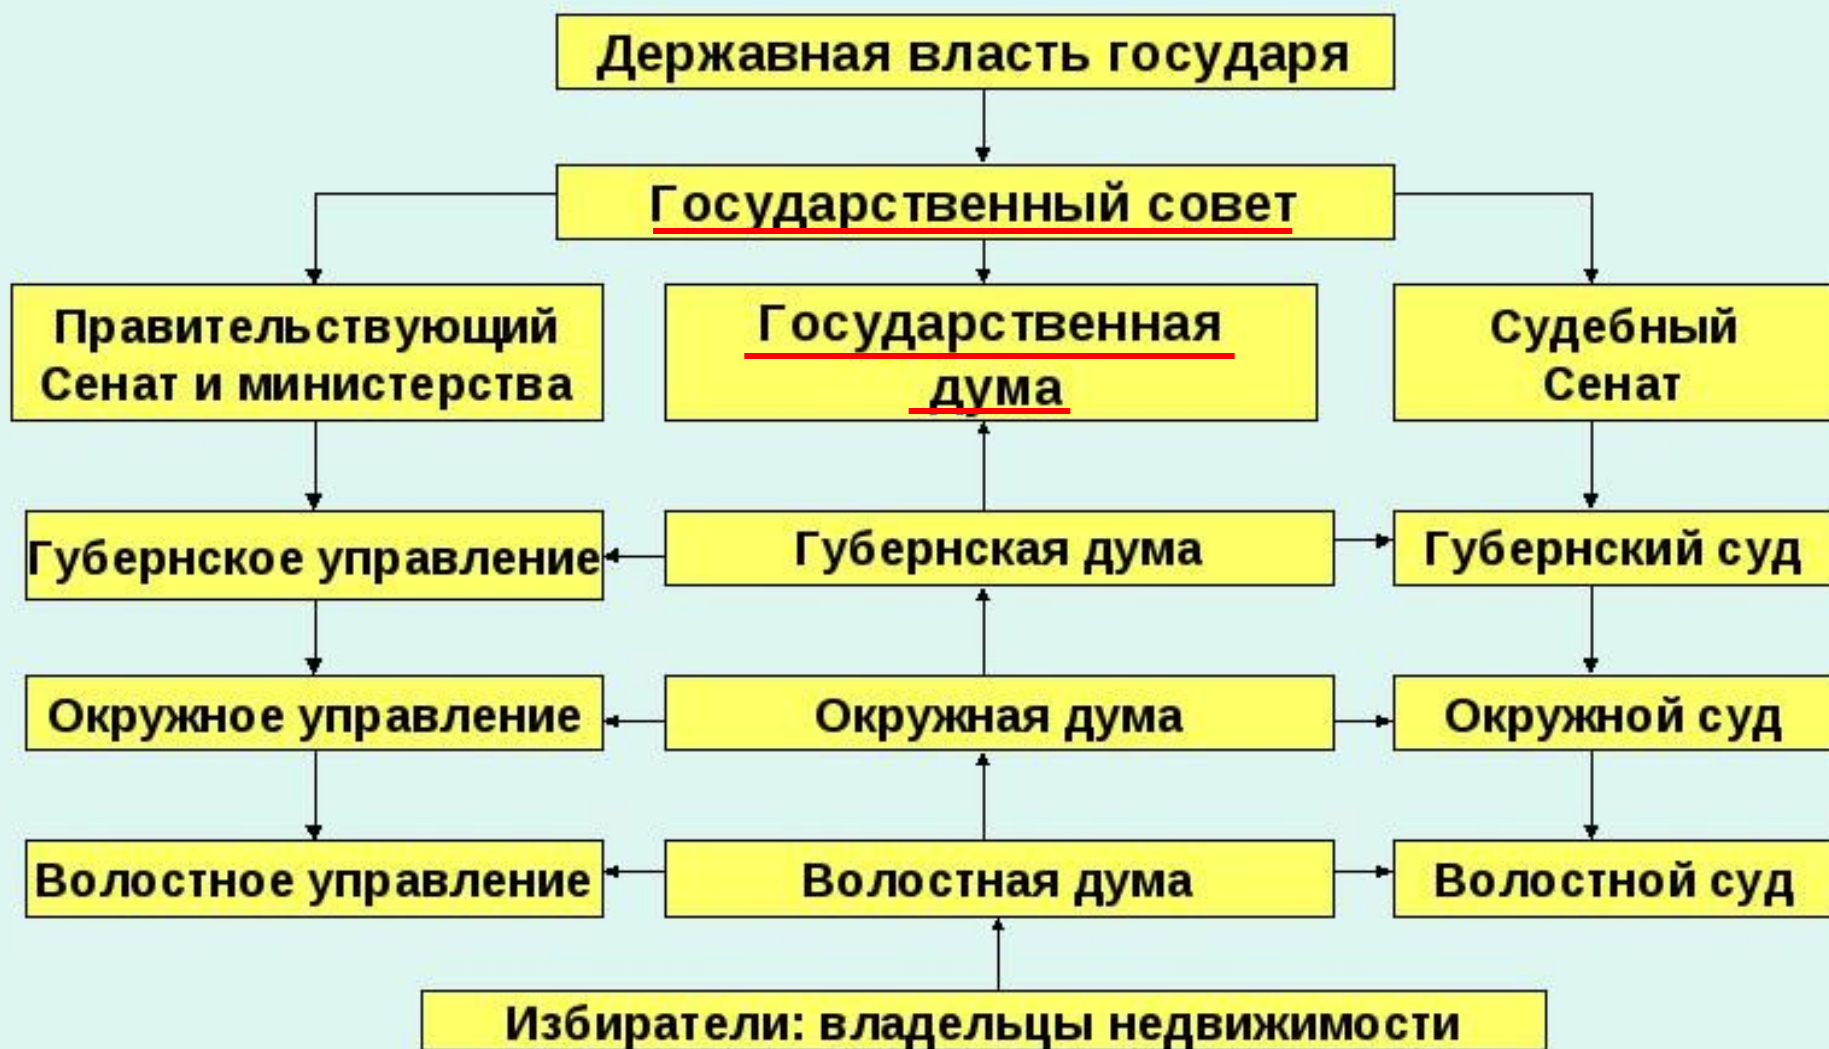 Державная власть государя
Государственный совет
Правительствующий
Сенат и министерства
Государственная
дума
Судебный
Сенат
Губернское управление
Губернская дума
Губернский суд
Окружное управление
Окружная дума
Окружной суд
Волостное управление
Волостная дума
Волостной суд
Избиратели: владельцы недвижимости